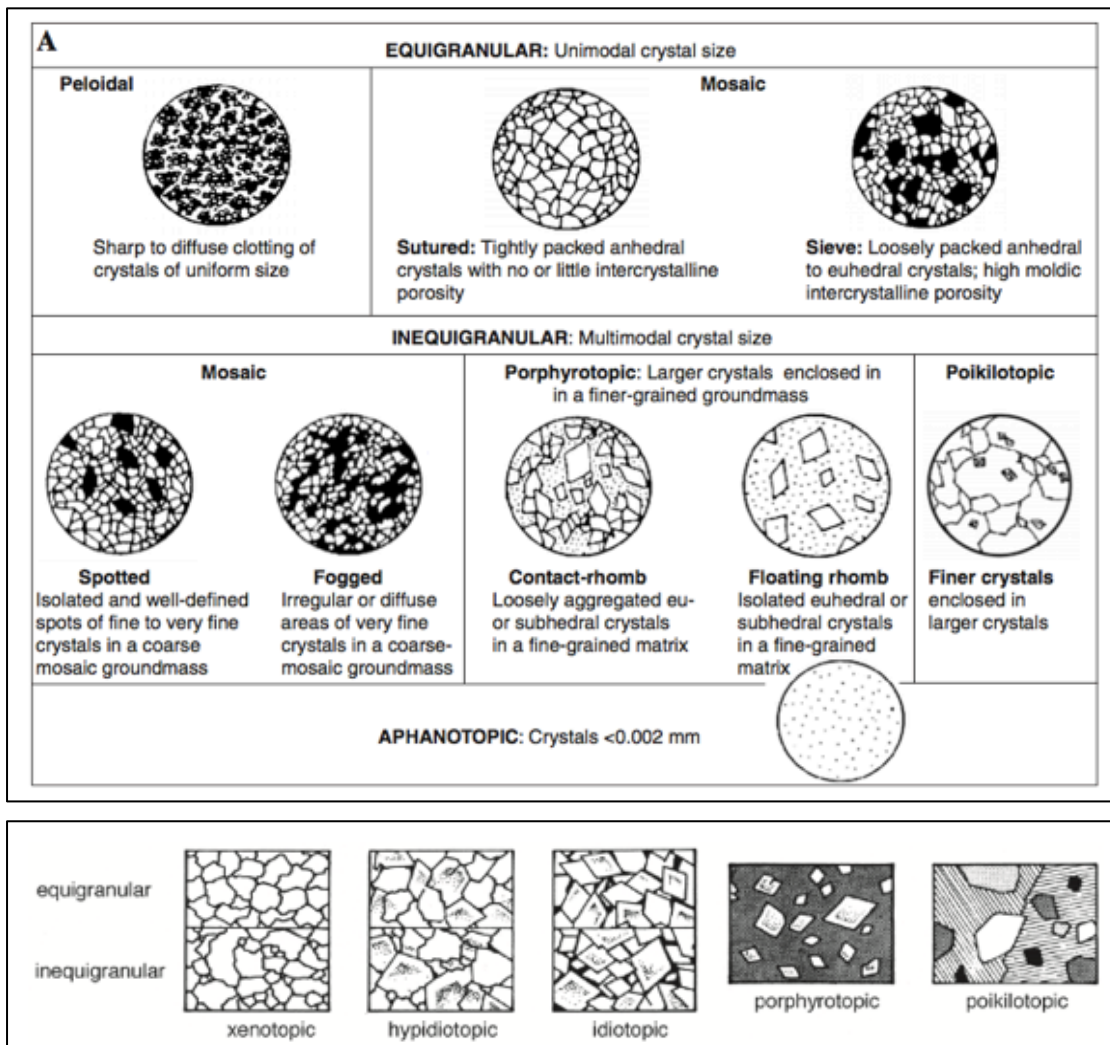 A
EQUIGRANULAR: Unimodal crystal size
Peloidal
Mosaic
Sharp to diffuse clotting of
crystals of uniform size
Sutured: Tightly packed anhedral
crystals with no or little intercrystalline
porosity
Sieve: Loosely packed anhedral
to euhedral crystals; high moldic
intercrystalline porosity
INEQUIGRANULAR: Multimodal crystal size
Mosaic
Porphyrotopic: Larger crystals enclosed in
in a finer-grained groundmass
Poikilotopic
Spotted
Isolated and well-defined
spots of fine to very fine
crystals in a coarse
mosaic groundmass
Fogged
Irregular or diffuse
areas of very fine
crystals in a coarse-
mosaic groundmass
Contact-rhomb
Loosely aggregated eu-
or subhedral crystals
in a fine-grained matrix
Floating rhomb
Isolated euhedral or
subhedral crystals
in a fine-grained
matrix
Finer crystals
enclosed in
larger crystals
APHANOTOPIC: Crystals <0.002 mm
equigranular
inequigranular
xenotopic
hypidiotopic
idiotopic
porphyrotopic
poikilotopic